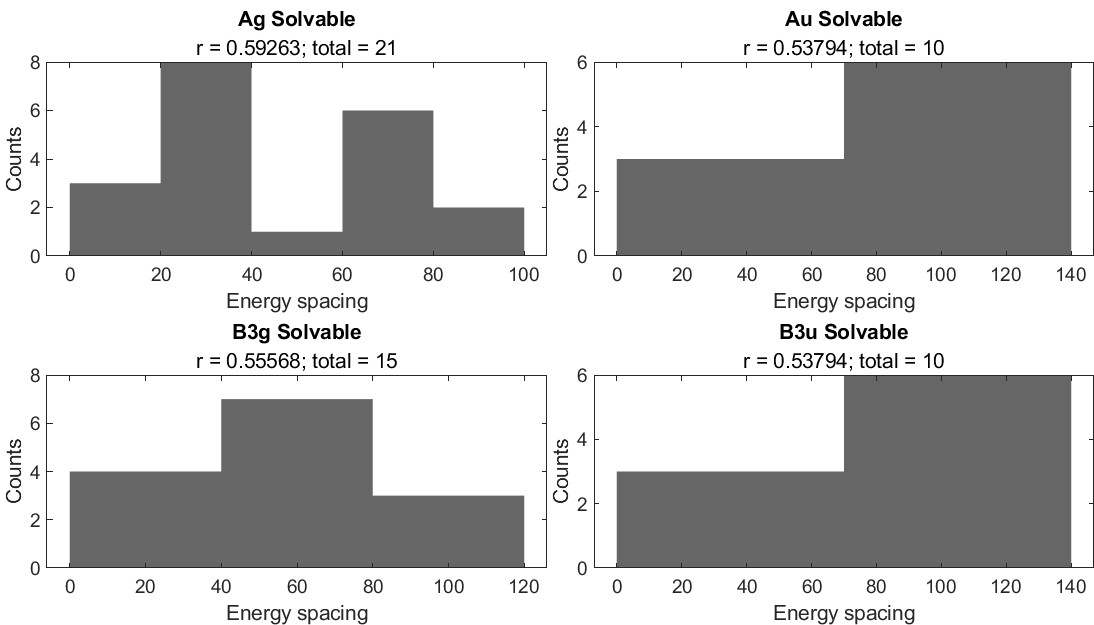 Ag Solvable
r = 0.59263; total = 21
8
6
4
2
0
Counts
0 20 40 60 80 100
Energy spacing
Au Solvable
r = 0.53794; total = 10
6
4
2
0
Counts
0 20 40 60 80 100 120 140
Energy spacing
B3g Solvable
r = 0.55568; total = 15
8
6
4
2
0
Counts
0 20 40 60 80 100 120
Energy spacing
B3u Solvable
r = 0.53794; total = 10
6
4
2
0
Counts
0 20 40 60 80 100 120 140
Energy spacing